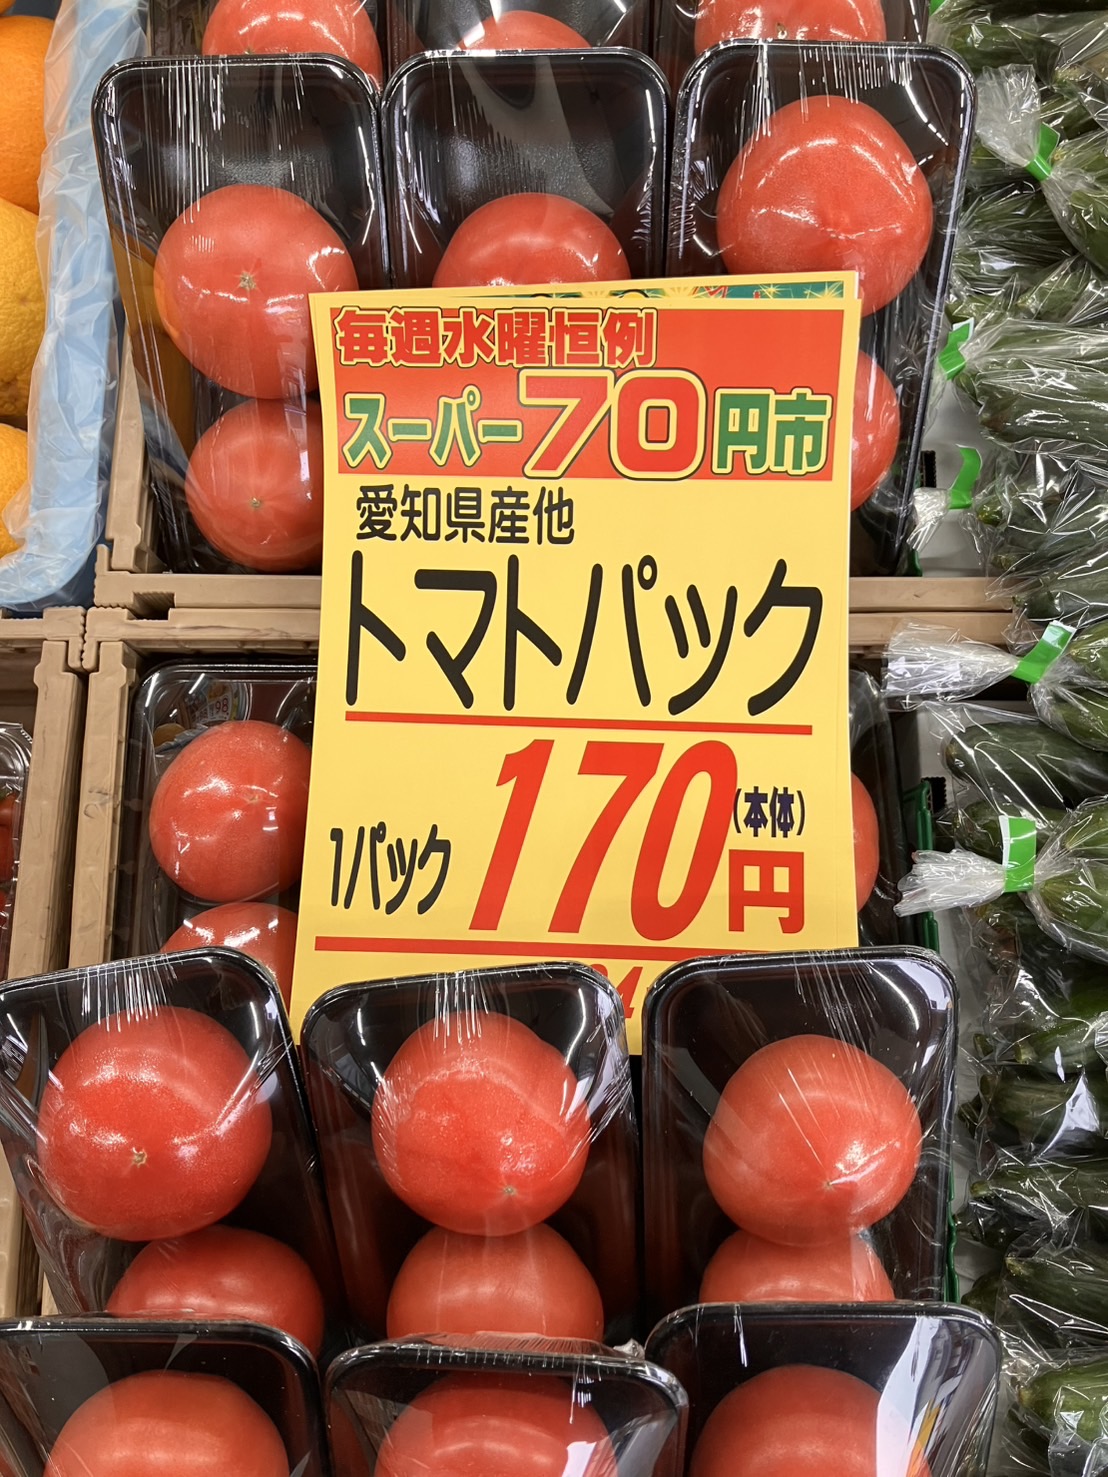 毎週水曜恒例
スーパー70円市
愛知県産他
トマトパック
1パック 170円 (本体)